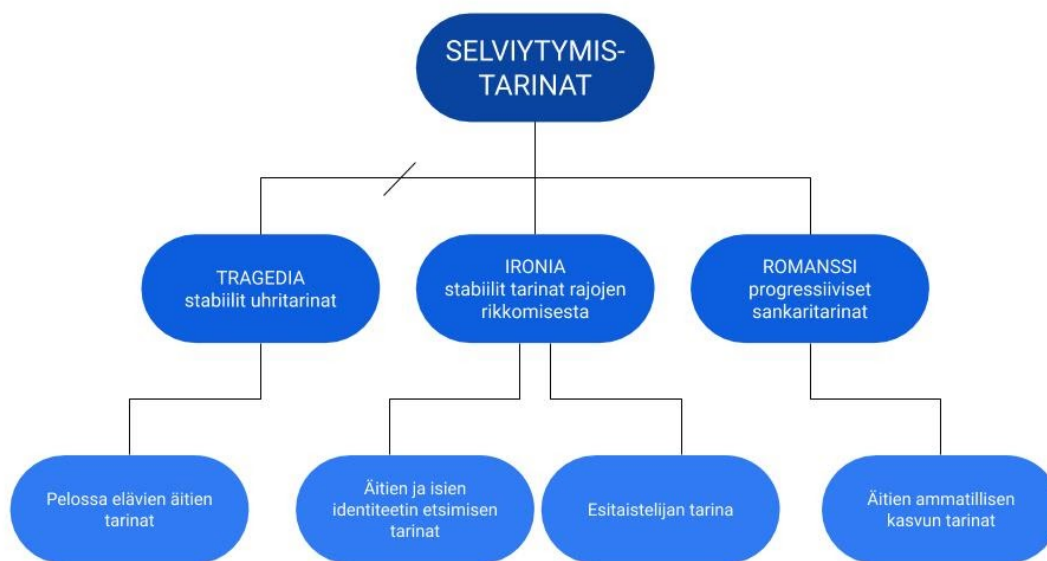 SELVIYTYMIS-
TARINAT
TRAGEDIA
stabiilit uhritarinat
IRONIA
stabiilit tarinat rajojen
rikkomisesta
ROMANSSI
progressiiviset
sankaritarinat
Pelossa elävien äitien
tarinat
Äitien ja isien
identiteetin etsimisen
tarinat
Esitaistelijan tarina
Äitien ammatillisen
kasvun tarinat